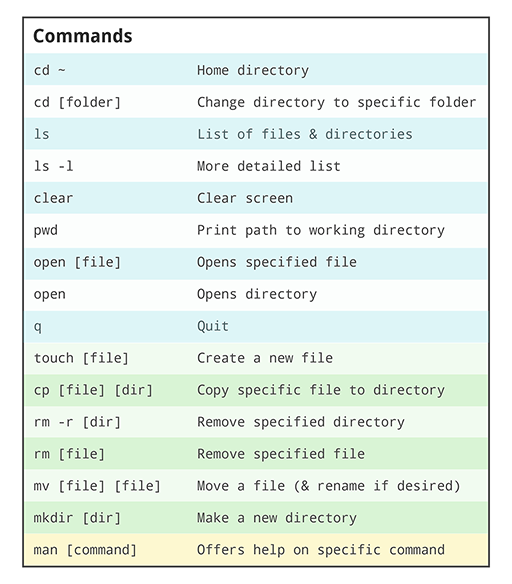 Commands
cd ~ Home directory
cd [folder] Change directory to specific folder
ls List of files & directories
ls -l More detailed list
clear Clear screen
pwd Print path to working directory
open [file] Opens specified file
open Opens directory
q Quit
touch [file] Create a new file
cp [file] [dir] Copy specific file to directory
rm -r [dir] Remove specified directory
rm [file] Remove specified file
mv [file] [file] Move a file (& rename if desired)
mkdir [dir] Make a new directory
man [command] Offers help on specific command